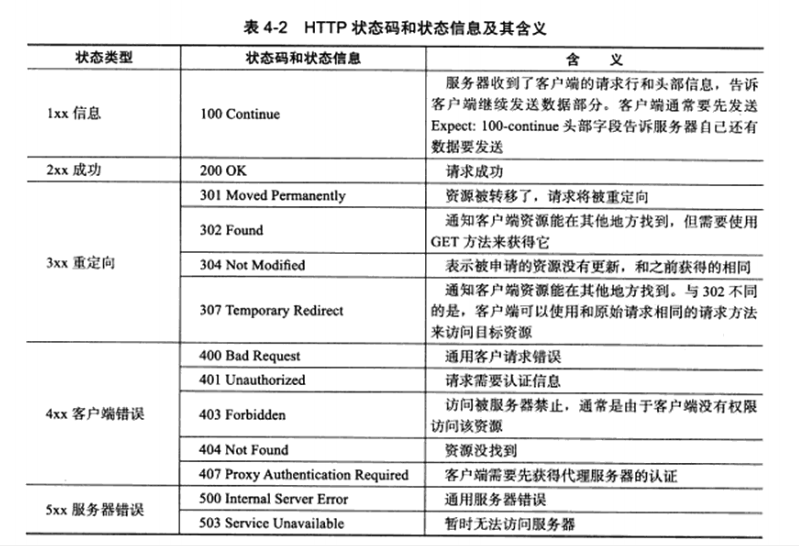 表 4-2 HTTP 状态码和状态信息及其含义
状态类型 状态码和状态信息 含 义
1xx 信息 100 Continue 服务器收到了客户端的请求行和头部信息，告诉
客户端继续发送数据部分。客户端通常要先发送
Expect: 100-continue 头部字段告诉服务器自己还有
数据要发送
2xx 成功 200 OK 请求成功
3xx 重定向 301 Moved Permanently 资源被转移了，请求将被重定向
302 Found 通知客户端资源能在其他地方找到，但需要使用
GET 方法来获得它
304 Not Modified 表示被申请的资源没有更新，和之前获得的相同
307 Temporary Redirect 通知客户端资源能在其他地方找到。与 302 不同
的是，客户端可以使用和原始请求相同的请求方法
来访问目标资源
4xx 客户端错误 400 Bad Request 通用客户请求错误
401 Unauthorized 请求需要认证信息
403 Forbidden 访问被服务器禁止，通常是由于客户端没有权限
访问该资源
404 Not Found 资源没找到
407 Proxy Authentication Required 客户端需要先获得代理服务器的认证
5xx 服务器错误 500 Internal Server Error 通用服务器错误
503 Service Unavailable 暂时无法访问服务器